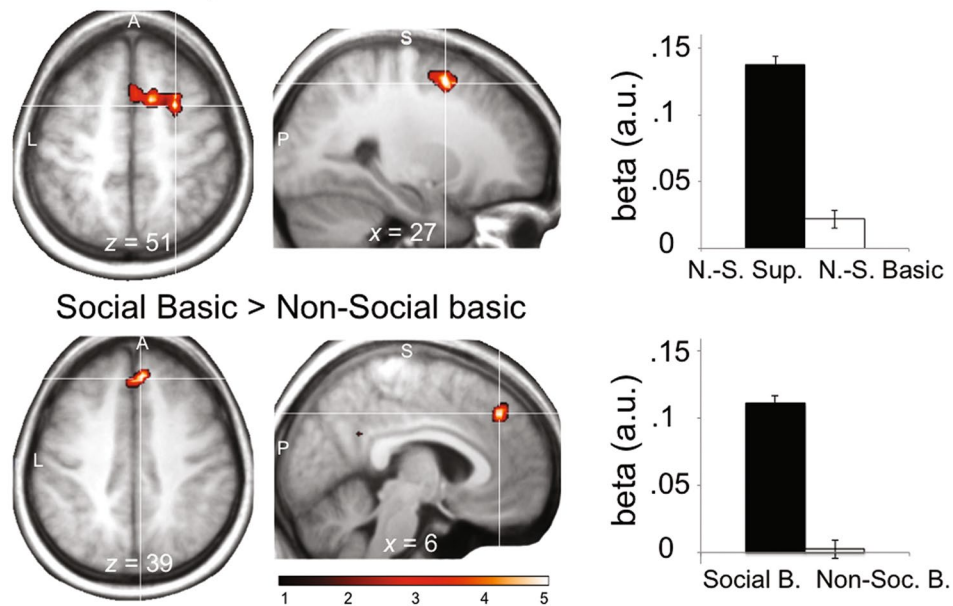 A
L
z = 51
S
P
x = 27
beta (a.u.)
.15
.1
.05
0
N.-S. Sup.
N.-S. Basic
Social Basic > Non-Social basic
A
L
z = 39
S
P
x = 6
1 2 3 4 5
beta (a.u.)
.15
.1
.05
0
Social B.
Non-Soc. B.